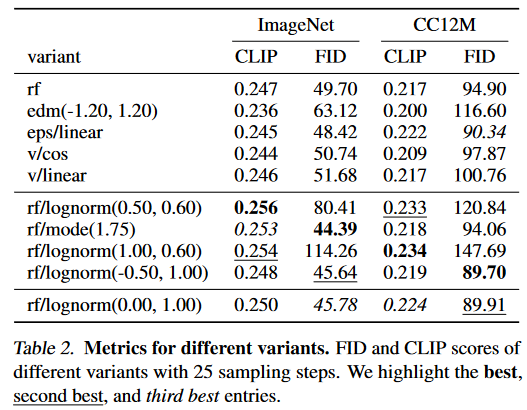 ImageNet CC12M
variant CLIP FID CLIP FID
rf 0.247 49.70 0.217 94.90
edm(-1.20, 1.20) 0.236 63.12 0.200 116.60
eps/linear 0.245 48.42 0.222 90.34
v/cos 0.244 50.74 0.209 97.87
v/linear 0.246 51.68 0.217 100.76
rf/lognorm(0.50, 0.60) 0.256 80.41 0.233 120.84
rf/mode(1.75) 0.253 44.39 0.218 94.06
rf/lognorm(1.00, 0.60) 0.254 114.26 0.234 147.69
rf/lognorm(-0.50, 1.00) 0.248 45.64 0.219 89.70
rf/lognorm(0.00, 1.00) 0.250 45.78 0.224 89.91
Table 2. Metrics for different variants. FID and CLIP scores of
different variants with 25 sampling steps. We highlight the best,
second best, and third best entries.